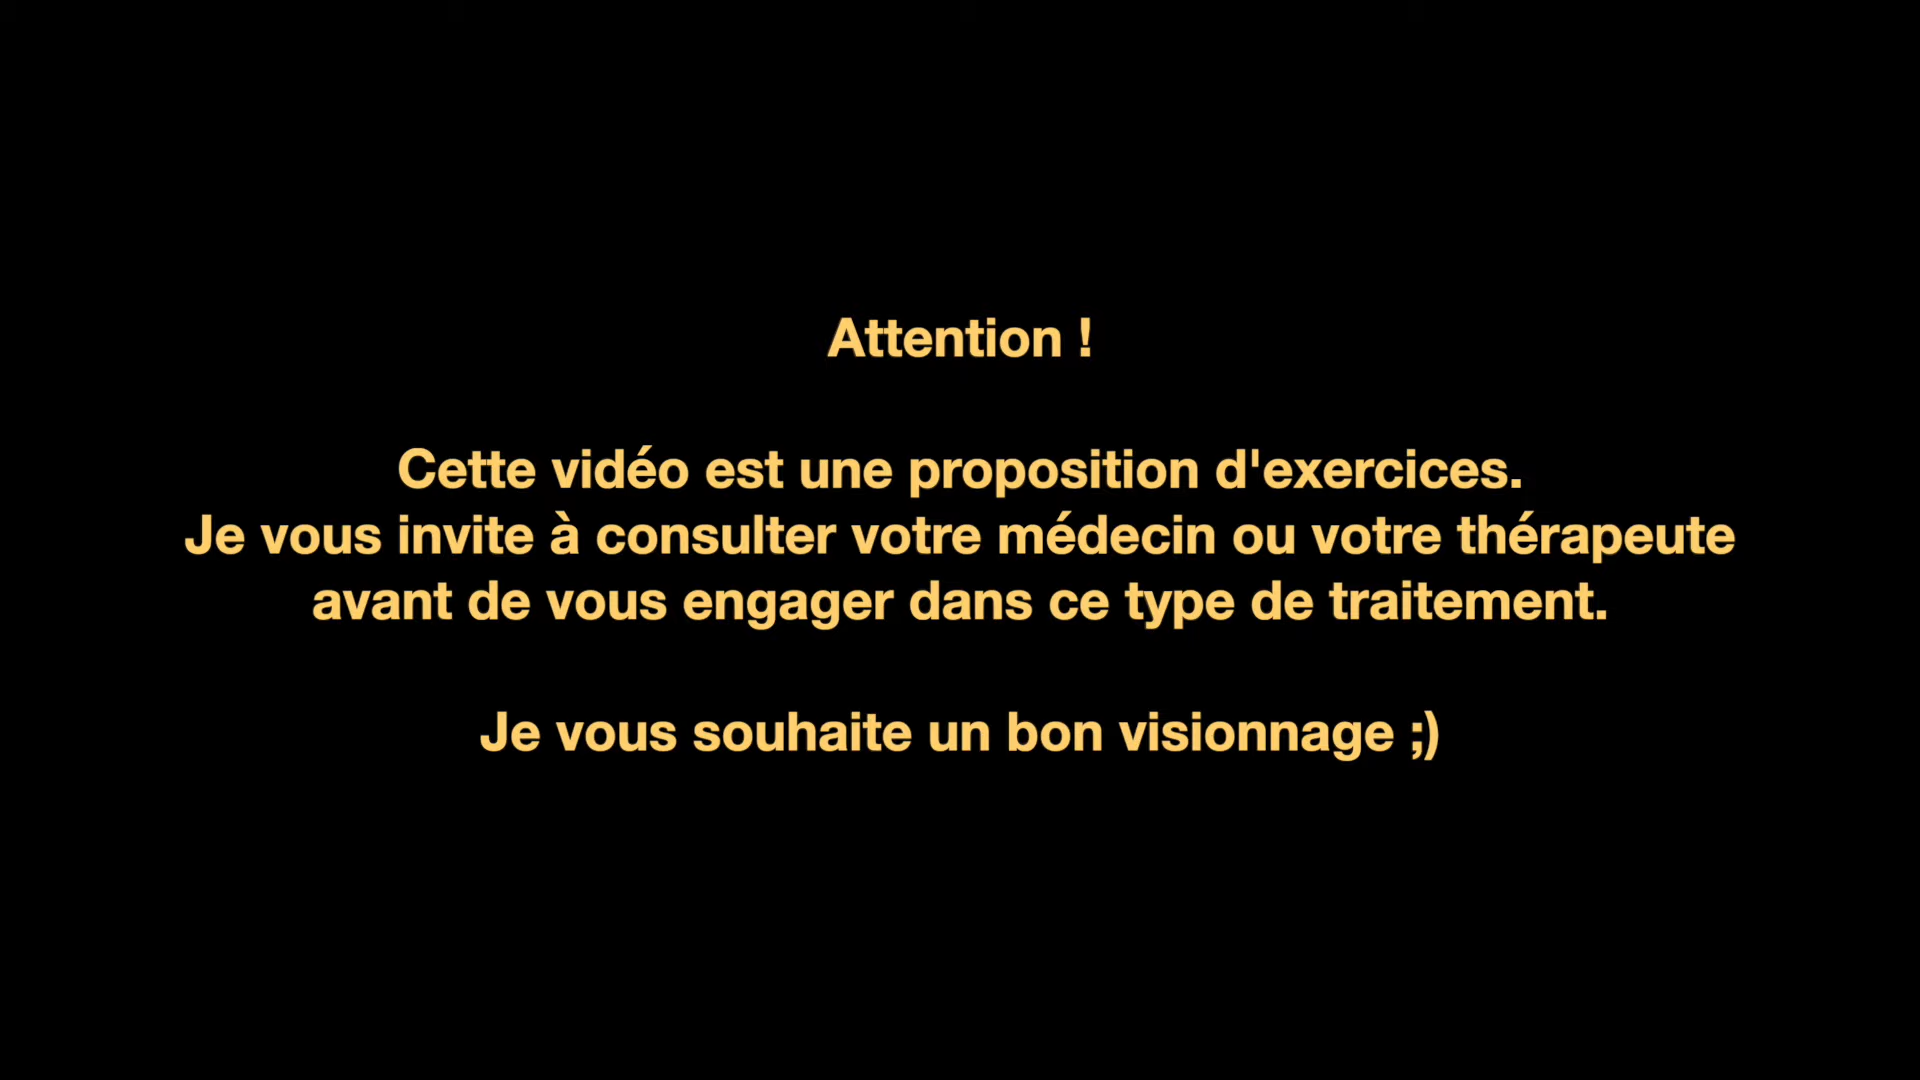 Attention !
Cette vidéo est une proposition d'exercices.
Je vous invite à consulter votre médecin ou votre thérapeute
avant de vous engager dans ce type de traitement.
Je vous souhaite un bon visionnage ;)